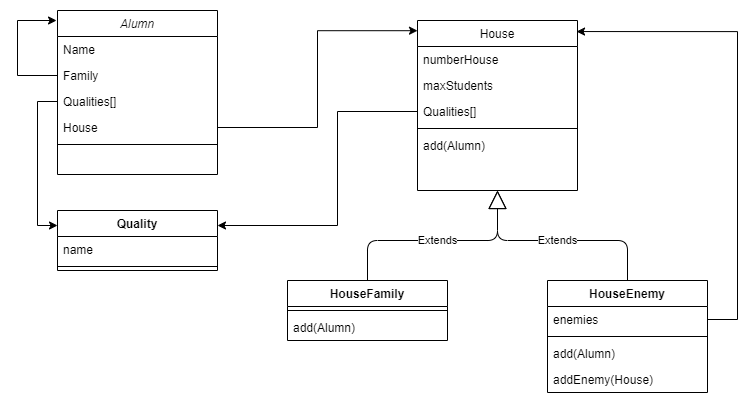 Alumn
Name
Family
Qualities[]
House
House
numberHouse
maxStudents
Qualities[]
add(Alumn)
Quality
name
Extends
Extends
HouseFamily
add(Alumn)
HouseEnemy
enemies
add(Alumn)
addEnemy(House)